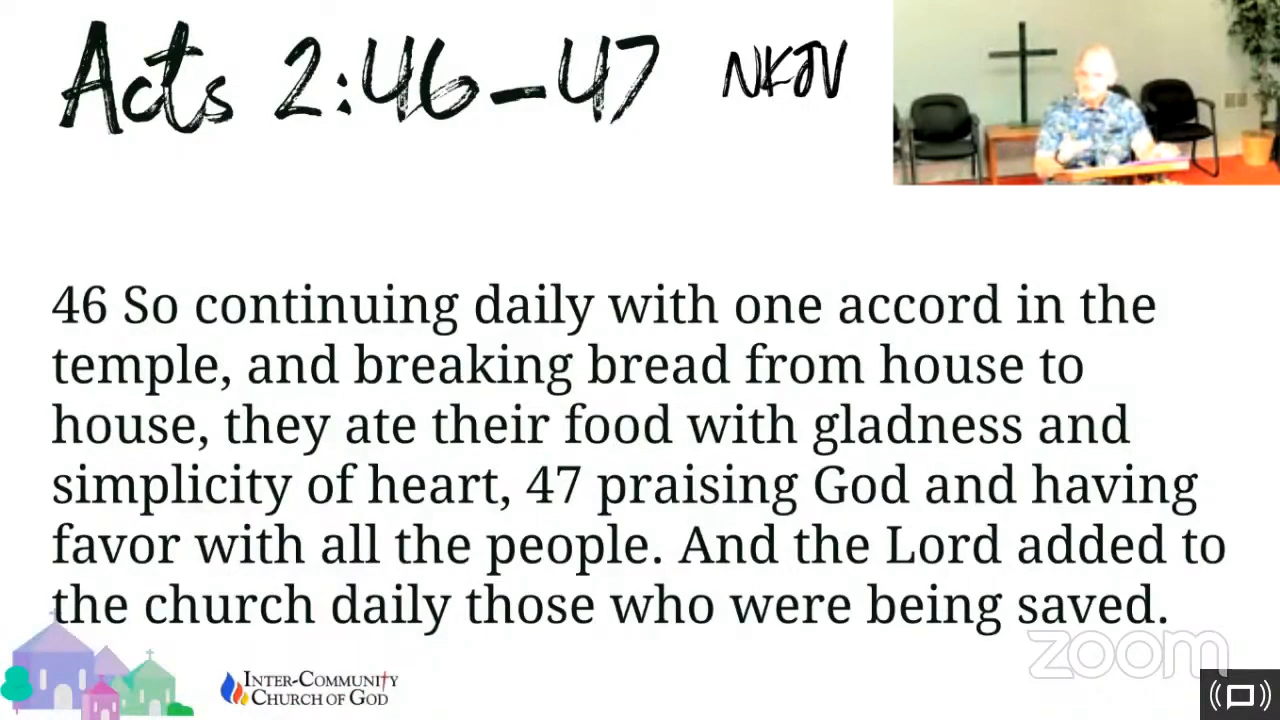 Acts 2:46-47 NKJV
46 So continuing daily with one accord in the
temple, and breaking bread from house to
house, they ate their food with gladness and
simplicity of heart, 47 praising God and having
favor with all the people. And the Lord added to
the church daily those who were being saved.
zoom
INTER-COMMUNITY
CHURCH OF GOD